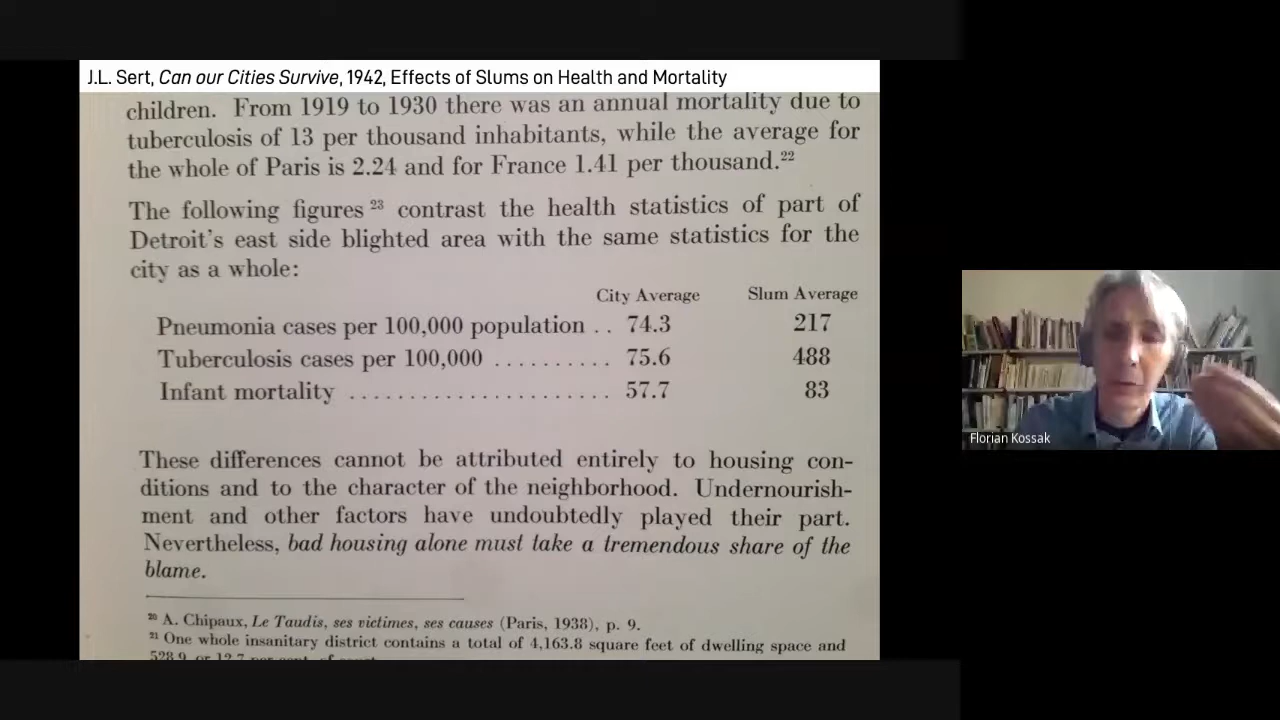 J.L. Sert, Can our Cities Survive, 1942, Effects of Slums on Health and Mortality
children. From 1919 to 1930 there was an annual mortality due to
tuberculosis of 13 per thousand inhabitants, while the average for
the whole of Paris is 2.24 and for France 1.41 per thousand.²²
The following figures ²³ contrast the health statistics of part of
Detroit's east side blighted area with the same statistics for the
city as a whole:
City Average Slum Average
Pneumonia cases per 100,000 population . . 74.3 217
Tuberculosis cases per 100,000 . . . . . . . . . . 75.6 488
Infant mortality . . . . . . . . . . . . . . . . . . . . . . 57.7 83
These differences cannot be attributed entirely to housing con-
ditions and to the character of the neighborhood. Undernourish-
ment and other factors have undoubtedly played their part.
Nevertheless, bad housing alone must take a tremendous share of the
blame.
²⁰ A. Chipaux, Le Taudis, ses victimes, ses causes (Paris, 1938), p. 9.
²¹ One whole insanitary district contains a total of 4,163.8 square feet of dwelling space and
528.9 or 12.7 per cent. of
Florian Kossak